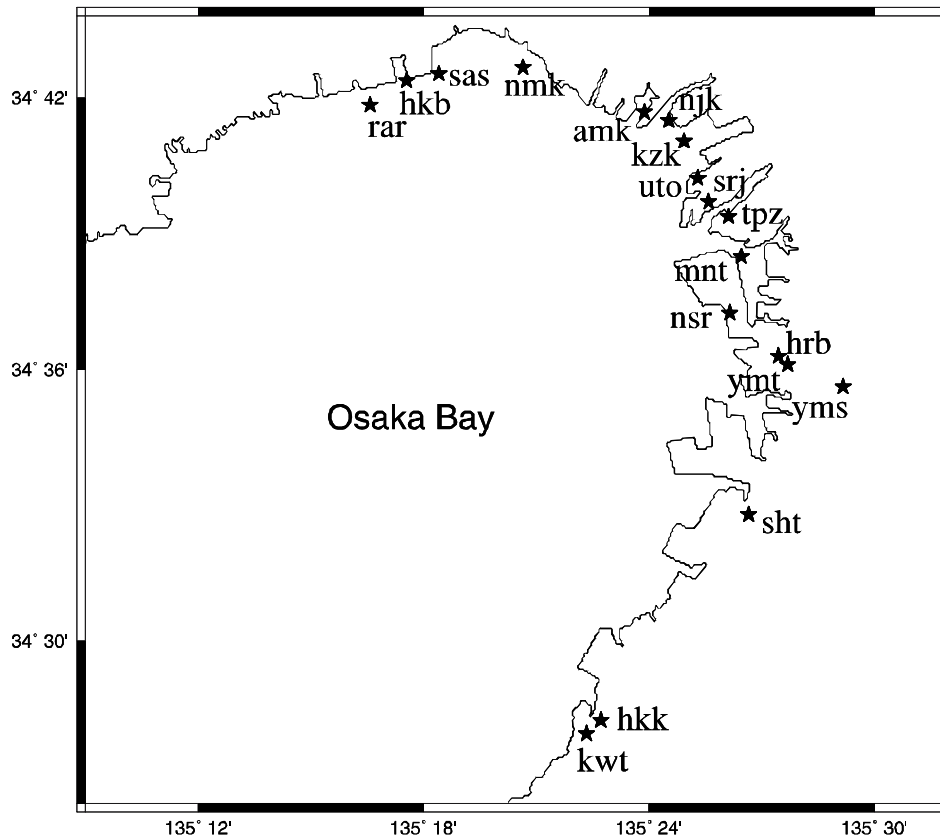 sas
nmk
34° 42'
hkb
njk
rar
amk
kzk
uto
srj
tpz
mnt
nsr
hrb
34° 36'
ymt
yms
Osaka Bay
sht
34° 30'
hkk
kwt
135° 12'
135° 18'
135° 24'
135° 30'